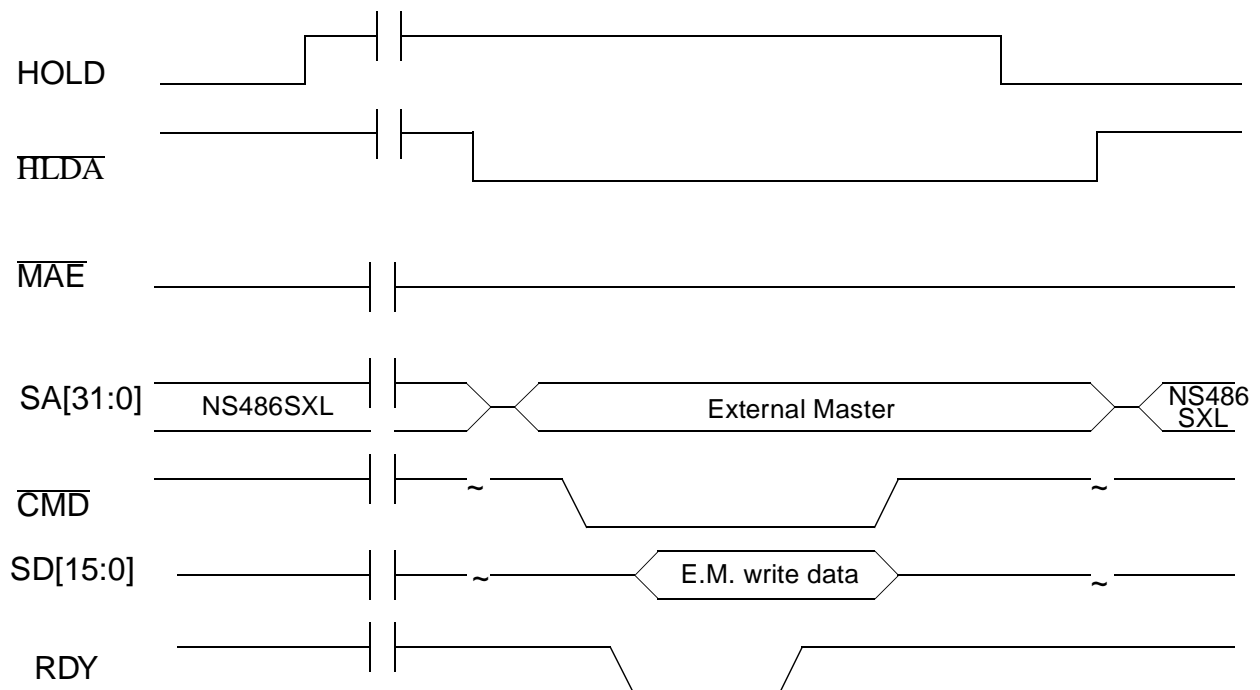 HOLD
HLDA
MAE
SA[31:0]
NS486SXL
External Master
NS486
SXL
CMD
~
~
SD[15:0]
~
E.M. write data
~
RDY